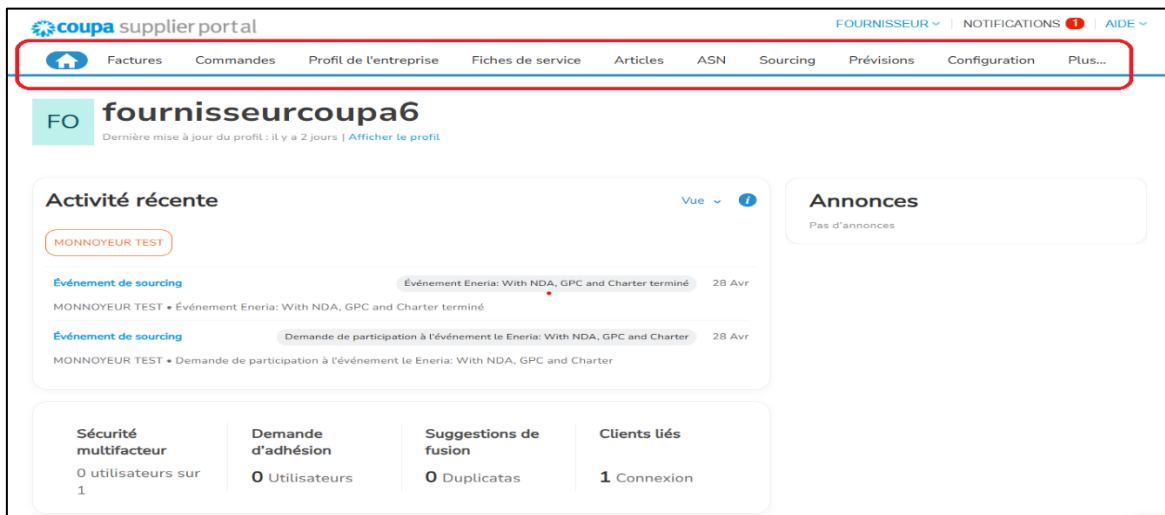 coupa supplier portal
FOURNISSEUR NOTIFICATIONS 1 AIDE
Factures Commandes Profil de l'entreprise Fiches de service Articles ASN Sourcing Prévisions Configuration Plus...
FO
fournisseurcoupa6
Dernière mise à jour du profil : il y a 2 jours | Afficher le profil
Activité récente
Vue
i
Annonces
Pas d'annonces
MONNOYEUR TEST
Événement de sourcing Événement Eneria: With NDA, GPC and Charter terminé 28 Avr
MONNOYEUR TEST • Événement Eneria: With NDA, GPC and Charter terminé
Événement de sourcing Demande de participation à l'événement le Eneria: With NDA, GPC and Charter 28 Avr
MONNOYEUR TEST • Demande de participation à l'événement le Eneria: With NDA, GPC and Charter
Sécurité
multifacteur
0 utilisateurs sur
1
Demande
d'adhésion
0 Utilisateurs
Suggestions de
fusion
0 Duplicatas
Clients liés
1 Connexion